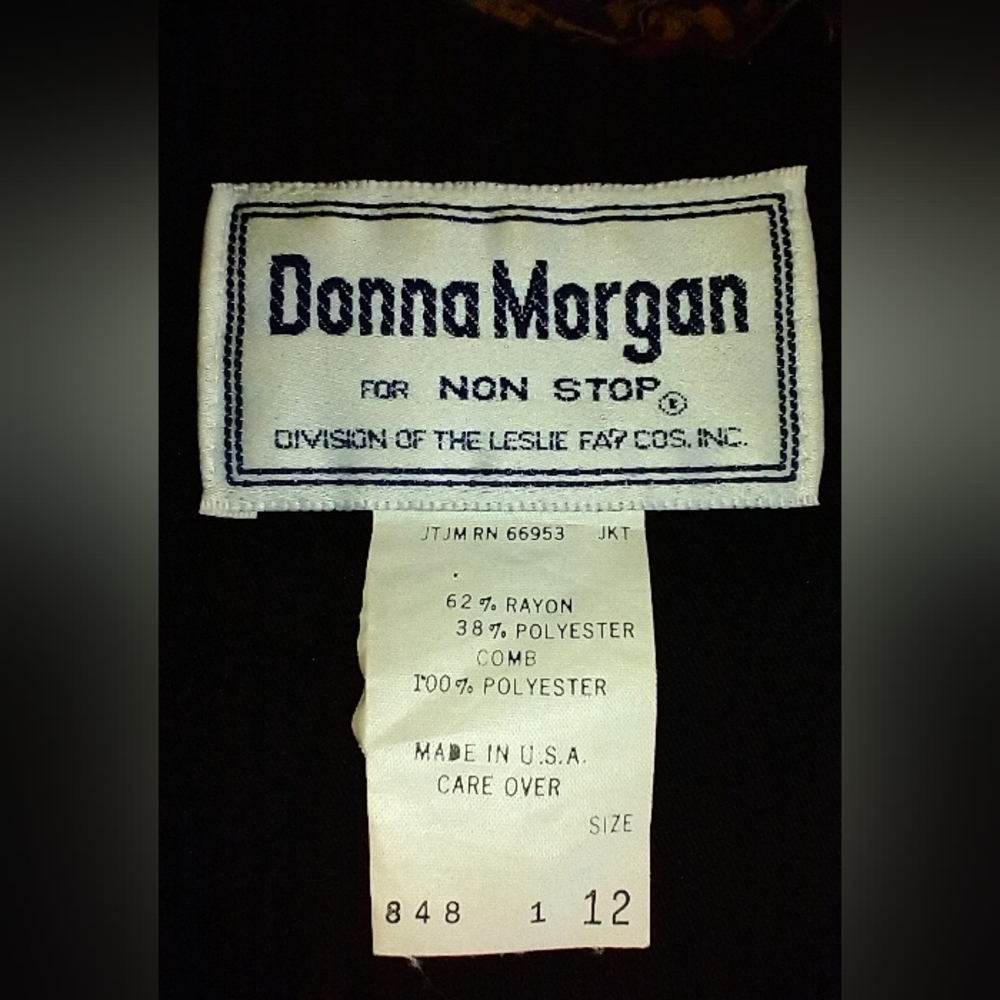 Donna Morgan
FOR NON STOP ®
DIVISION OF THE LESLIE FAY COS. INC.
JTJM RN 66953 JKT
62% RAYON
38% POLYESTER
COMB
100% POLYESTER
MADE IN U.S.A.
CARE OVER
SIZE
848 1 12